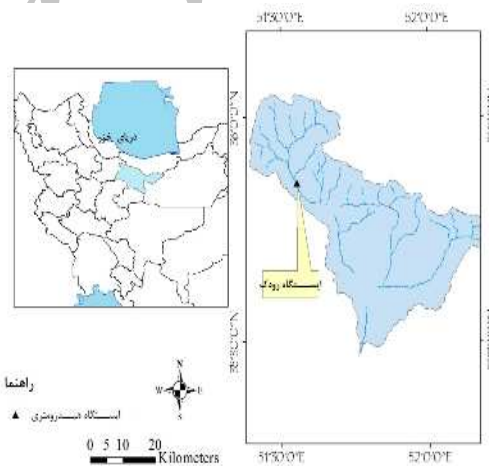 51°30'0"E
52°0'0"E
دریای خزر
ایستگاه رودک
N
W
E
S
راهنما
ایستگاه هیدرومتری
0 5 10 20
Kilometers
51°30'0"E
52°0'0"E